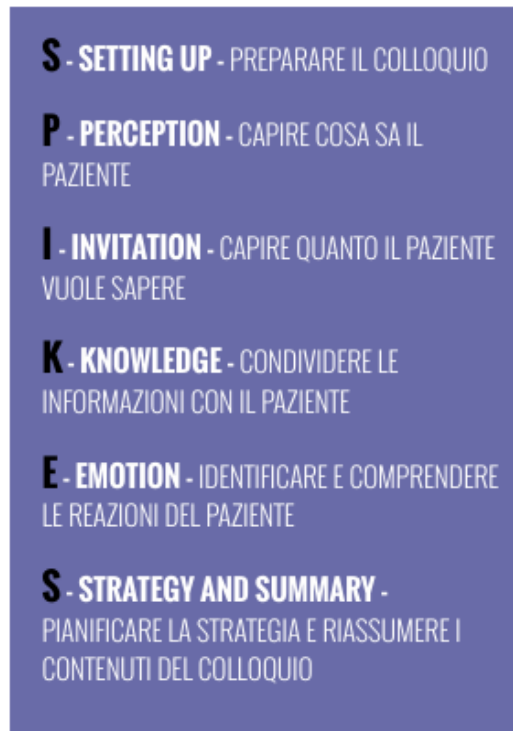 S - SETTING UP - PREPARARE IL COLLOQUIO
P - PERCEPTION - CAPIRE COSA SA IL
PAZIENTE
I - INVITATION - CAPIRE QUANTO IL PAZIENTE
VUOLE SAPERE
K - KNOWLEDGE - CONDIVIDERE LE
INFORMAZIONI CON IL PAZIENTE
E - EMOTION - IDENTIFICARE E COMPRENDERE
LE REAZIONI DEL PAZIENTE
S - STRATEGY AND SUMMARY -
PIANIFICARE LA STRATEGIA E RIASSUMERE I
CONTENUTI DEL COLLOQUIO